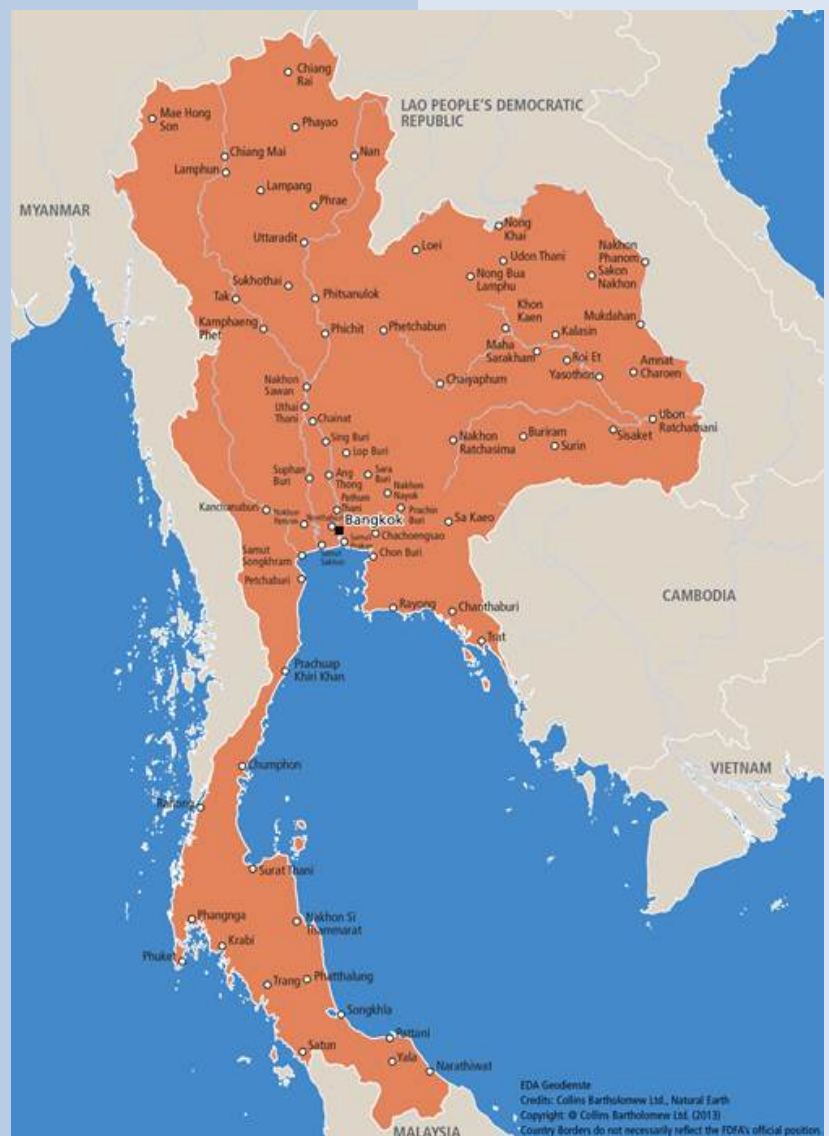 Chiang
Rai
LAO PEOPLE'S DEMOCRATIC
REPUBLIC
Mae Hong
Son
Phayao
Chiang Mai
Nan
Lamphun
Lampang
Phrae
MYANMAR
Uttaradit
Loei
Nong
Khai
Udon Thani
Nakhon
Phanom
Sakon
Nakhon
Nong Bua
Lamphu
Sukhothai
Tak
Phitsanulok
Khon
Kaen
Mukdahan
Kamphaeng
Phet
Phichit
Phetchabun
Kalasin
Maha
Sarakham
Roi Et
Amnat
Charoen
Yasothon
Nakhon
Sawan
Chaiyaphum
Uthai
Thani
Chainat
Ubon
Ratchathani
Sing Buri
Lop Buri
Nakhon
Ratchasima
Buriram
Surin
Sisaket
Suphan
Buri
Ang
Thong
Sara
Buri
Nakhon
Nayok
Pathum
Thani
Prachin
Buri
Kanchanaburi
Nakhon
Bangkok
Sa Kaeo
Chachoengsao
Samut
Songkhram
Samut
Chon Buri
Petchaburi
CAMBODIA
Rayong
Chanthaburi
Trat
Prachuap
Khiri Khan
Chumphon
VIETNAM
Ranong
Surat Thani
Phangnga
Nakhon Si
Thammarat
Krabi
Phuket
Trang
Phatthalung
Songkhla
Pattani
Satun
Yala
Narathiwat
EDA Geodienste
Credits: Collins Bartholomew Ltd., Natural Earth
Copyright: @ Collins Bartholomew Ltd. (2013)
Country Borders do not necessarily reflect the FDFA's official position.
MALAYSIA